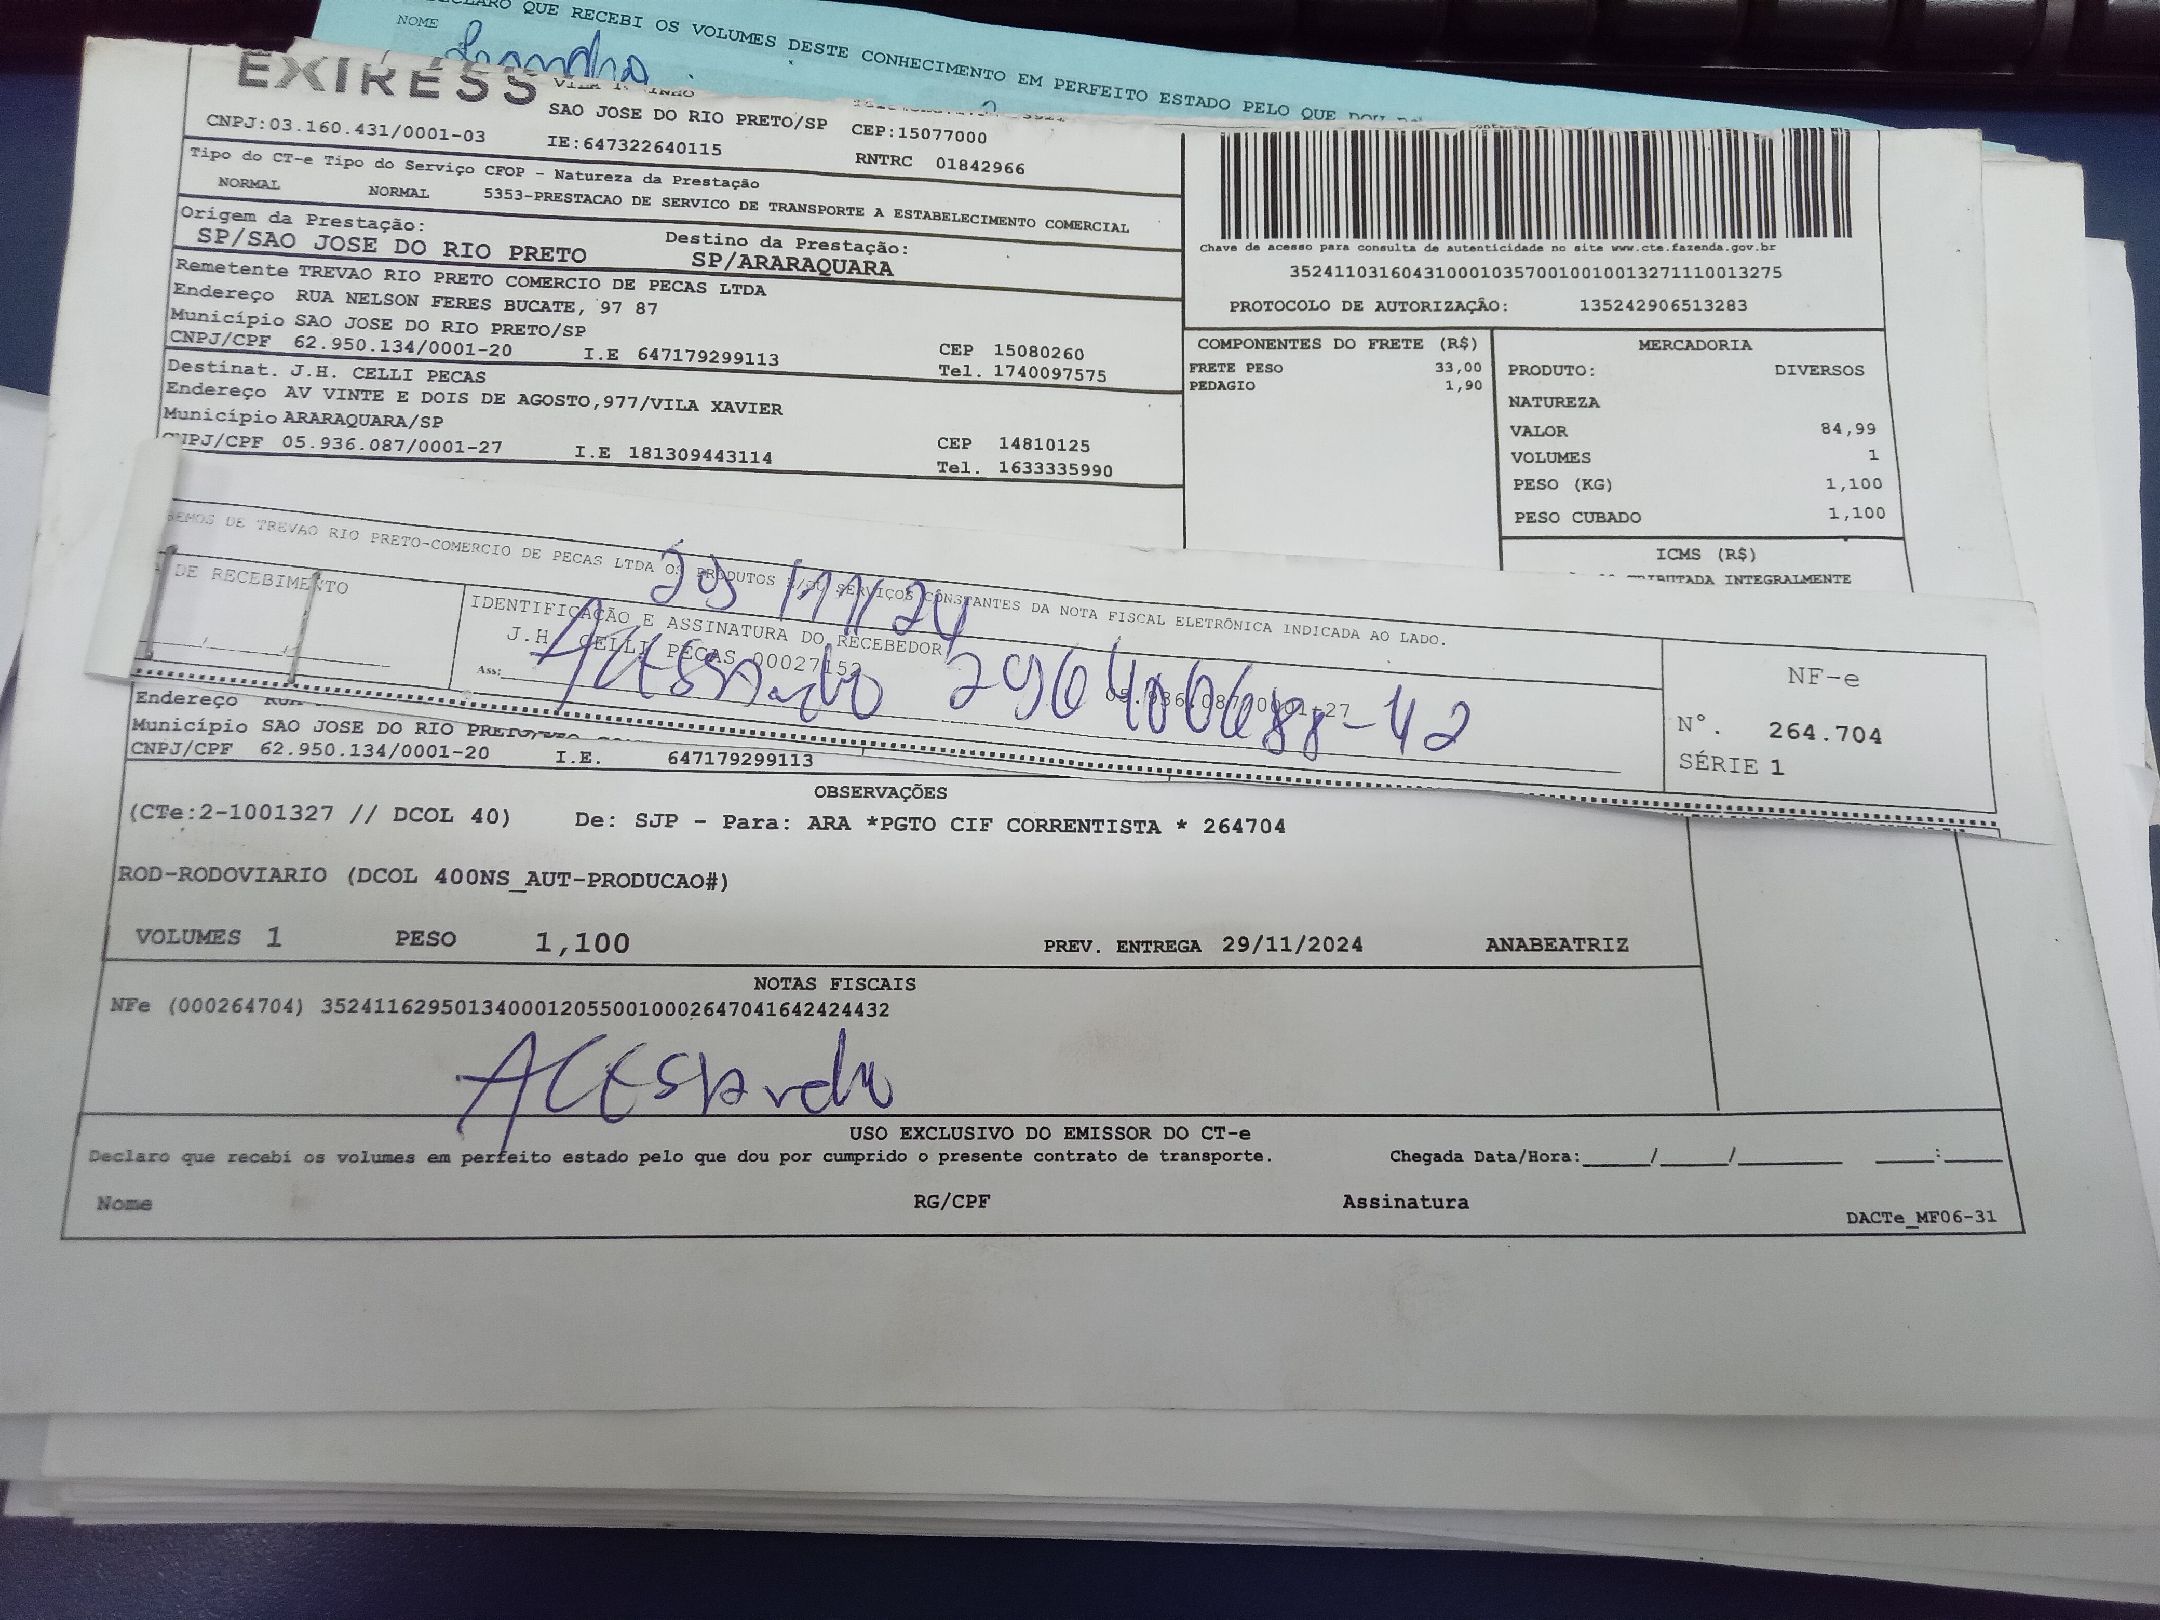 DECLARO QUE RECEBI OS VOLUMES DESTE CONHECIMENTO EM PERFEITO ESTADO PELO QUE DOU
NOME
EXPRESS
SAO JOSE DO RIO PRETO/SP CEP:15077000
CNPJ:03.160.431/0001-03 IE:647322640115 RNTRC 01842966
Tipo do CT-e Tipo do Serviço CFOP - Natureza da Prestação
NORMAL NORMAL 5353-PRESTACAO DE SERVICO DE TRANSPORTE A ESTABELECIMENTO COMERCIAL
Origem da Prestação: Destino da Prestação:
SP/SAO JOSE DO RIO PRETO SP/ARARAQUARA
Remetente TREVAO RIO PRETO COMERCIO DE PECAS LTDA
Endereço RUA NELSON FERES BUCATE, 97 87
Município SAO JOSE DO RIO PRETO/SP CEP 15080260
CNPJ/CPF 62.950.134/0001-20 I.E 647179299113 Tel. 1740097575
Destinat. J.H. CELLI PECAS
Endereço AV VINTE E DOIS DE AGOSTO,977/VILA XAVIER
Município ARARAQUARA/SP CEP 14810125
CNPJ/CPF 05.936.087/0001-27 I.E 181309443114 Tel. 1633335990
Chave de acesso para consulta de autenticidade no site www.cte.fazenda.gov.br
35241103160431000103570010010013271110013275
PROTOCOLO DE AUTORIZAÇÃO: 135242906513283
COMPONENTES DO FRETE (R$)
FRETE PESO 33,00
PEDAGIO 1,90
MERCADORIA
PRODUTO: DIVERSOS
NATUREZA
VALOR 84,99
VOLUMES 1
PESO (KG) 1,100
PESO CUBADO 1,100
ICMS (R$)
TRIBUTADA INTEGRALMENTE
DE TREVAO RIO PRETO-COMERCIO DE PECAS LTDA OS PRODUTOS E/OU SERVIÇOS CONSTANTES DA NOTA FISCAL ELETRÔNICA INDICADA AO LADO.
DE RECEBIMENTO
IDENTIFICAÇÃO E ASSINATURA DO RECEBEDOR
J.H. CELLI PECAS 00027152 05.936.087/0001-27
Ass:
NF-e
Nº. 264.704
SÉRIE 1
Endereço RUA
Município SAO JOSE DO RIO PRETO
CNPJ/CPF 62.950.134/0001-20 I.E. 647179299113
OBSERVAÇÕES
(CTe:2-1001327 // DCOL 40) De: SJP - Para: ARA *PGTO CIF CORRENTISTA * 264704
ROD-RODOVIARIO (DCOL 400NS_AUT-PRODUCAO#)
VOLUMES 1 PESO 1,100 PREV. ENTREGA 29/11/2024 ANABEATRIZ
NOTAS FISCAIS
NFe (000264704) 35241162950134000120550010002647041642424432
USO EXCLUSIVO DO EMISSOR DO CT-e
Declaro que recebi os volumes em perfeito estado pelo que dou por cumprido o presente contrato de transporte. Chegada Data/Hora:____/____/______ ____:____
Nome RG/CPF Assinatura
DACTe_MF06-31